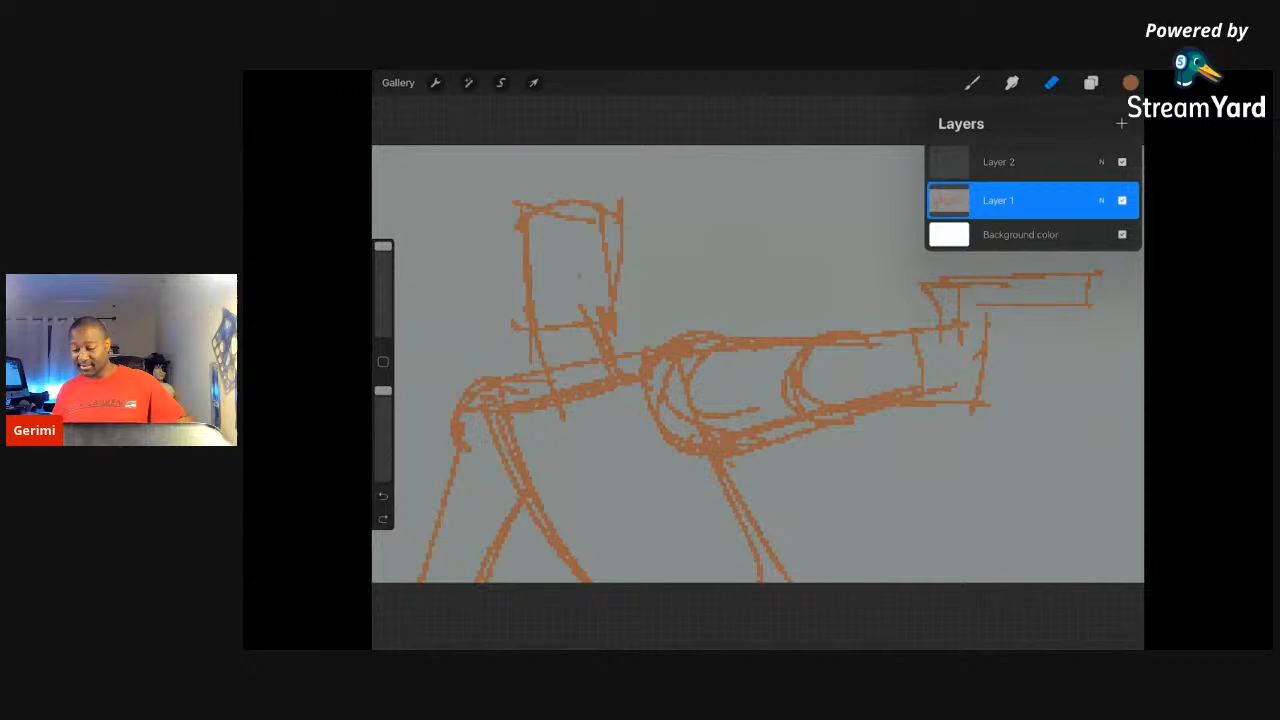 Powered by
StreamYard
Gallery
Layers
Layer 2
N
Layer 1
N
Background color
Gerimi